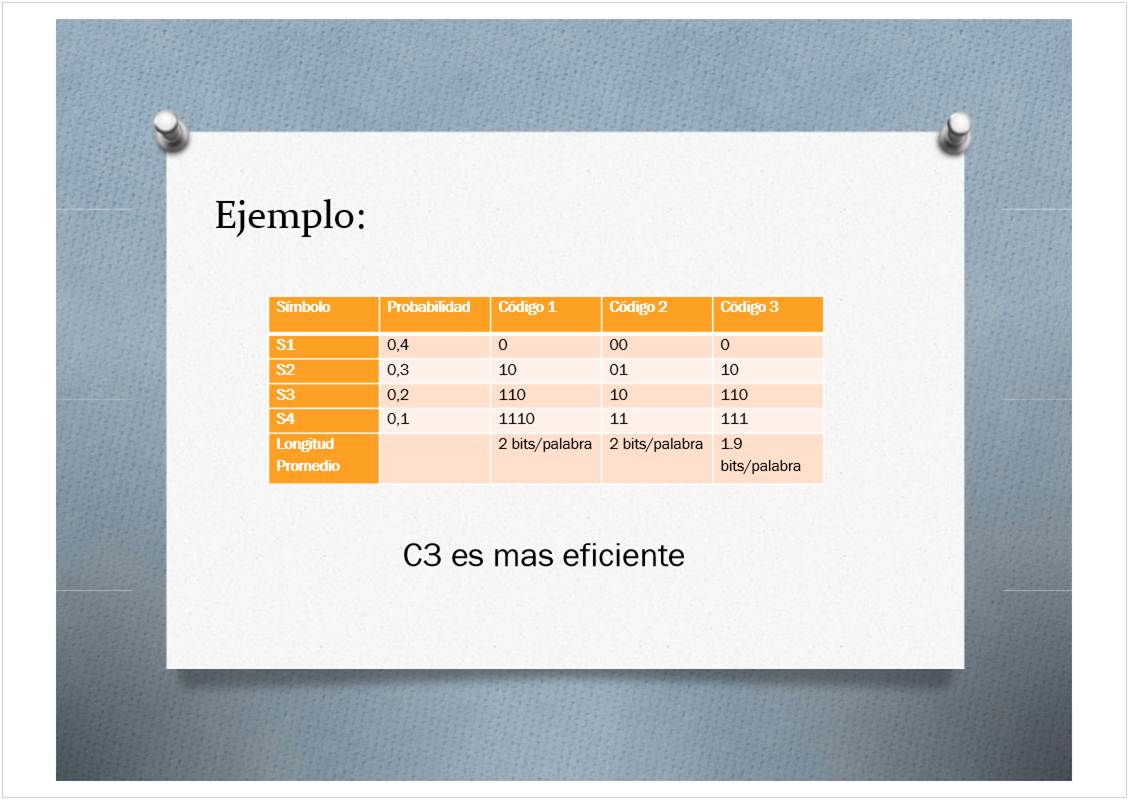 Ejemplo:
Símbolo Probabilidad Código 1 Código 2 Código 3
S1 0,4 0 00 0
S2 0,3 10 01 10
S3 0,2 110 10 110
S4 0,1 1110 11 111
Longitud 2 bits/palabra 2 bits/palabra 1.9
Promedio bits/palabra
C3 es mas eficiente